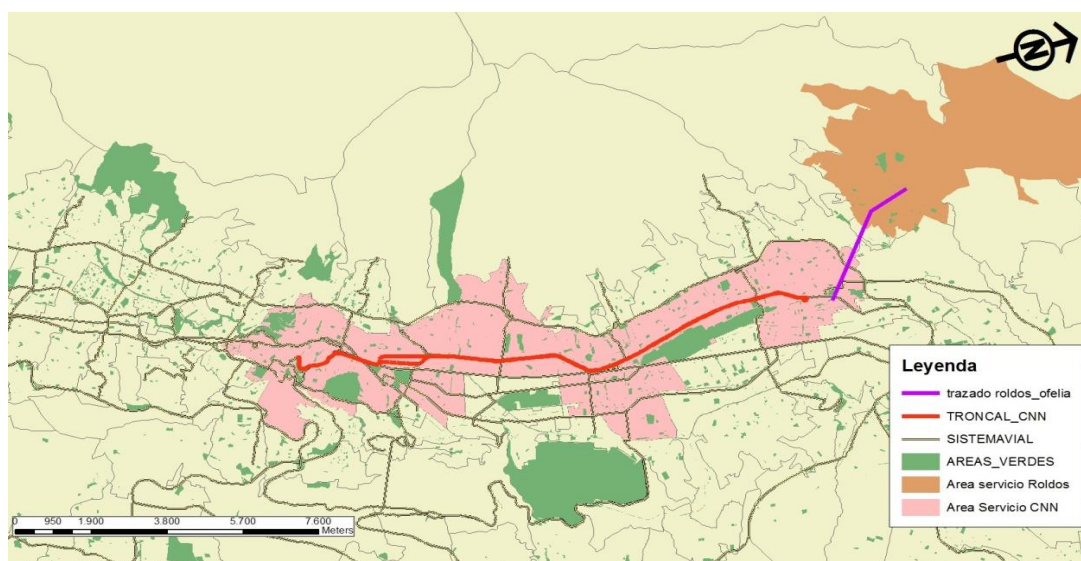 N
Leyenda
trazado roldos_ofelia
TRONCAL_CNN
SISTEMAVIAL
AREAS_VERDES
Area servicio Roldos
Area Servicio CNN
0 950 1.900 3.800 5.700 7.600
Meters